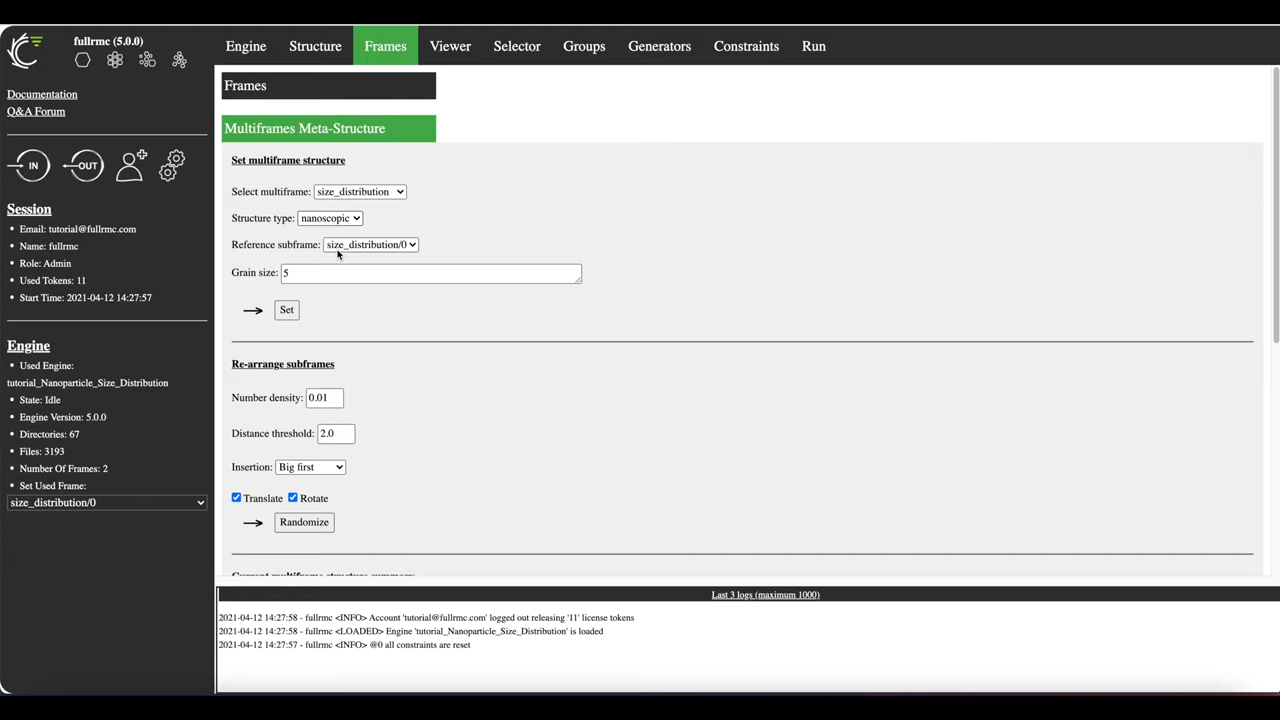 fullrmc (5.0.0)
Engine Structure Frames Viewer Selector Groups Generators Constraints Run
Documentation
Q&A Forum
IN OUT
Session
• Email: tutorial@fullrmc.com
• Name: fullrmc
• Role: Admin
• Used Tokens: 11
• Start Time: 2021-04-12 14:27:57
Engine
• Used Engine:
tutorial_Nanoparticle_Size_Distribution
• State: Idle
• Engine Version: 5.0.0
• Directories: 67
• Files: 3193
• Number Of Frames: 2
• Set Used Frame:
size_distribution/0
Frames
Multiframes Meta-Structure
Set multiframe structure
Select multiframe: size_distribution
Structure type: nanoscopic
Reference subframe: size_distribution/0
Grain size: 5
Set
Re-arrange subframes
Number density: 0.01
Distance threshold: 2.0
Insertion: Big first
Translate Rotate
Randomize
Current multiframe structure summary
Last 3 logs (maximum 1000)
2021-04-12 14:27:58 - fullrmc <INFO> Account 'tutorial@fullrmc.com' logged out releasing '11' license tokens
2021-04-12 14:27:58 - fullrmc <LOADED> Engine 'tutorial_Nanoparticle_Size_Distribution' is loaded
2021-04-12 14:27:57 - fullrmc <INFO> @0 all constraints are reset